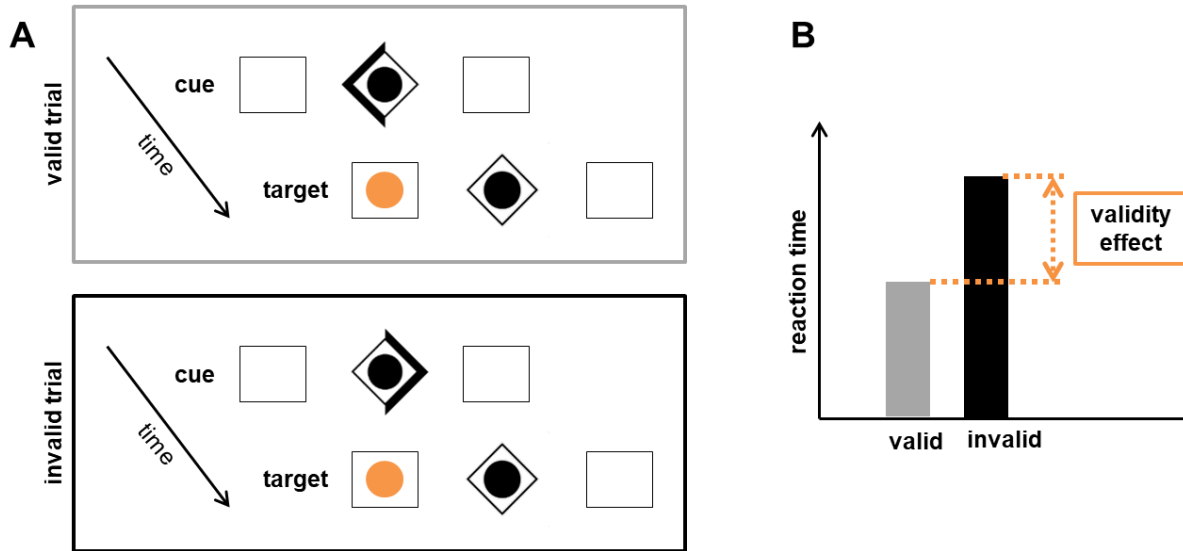 A
valid trial
time
cue
target
invalid trial
time
cue
target
B
reaction time
validity
effect
valid
invalid